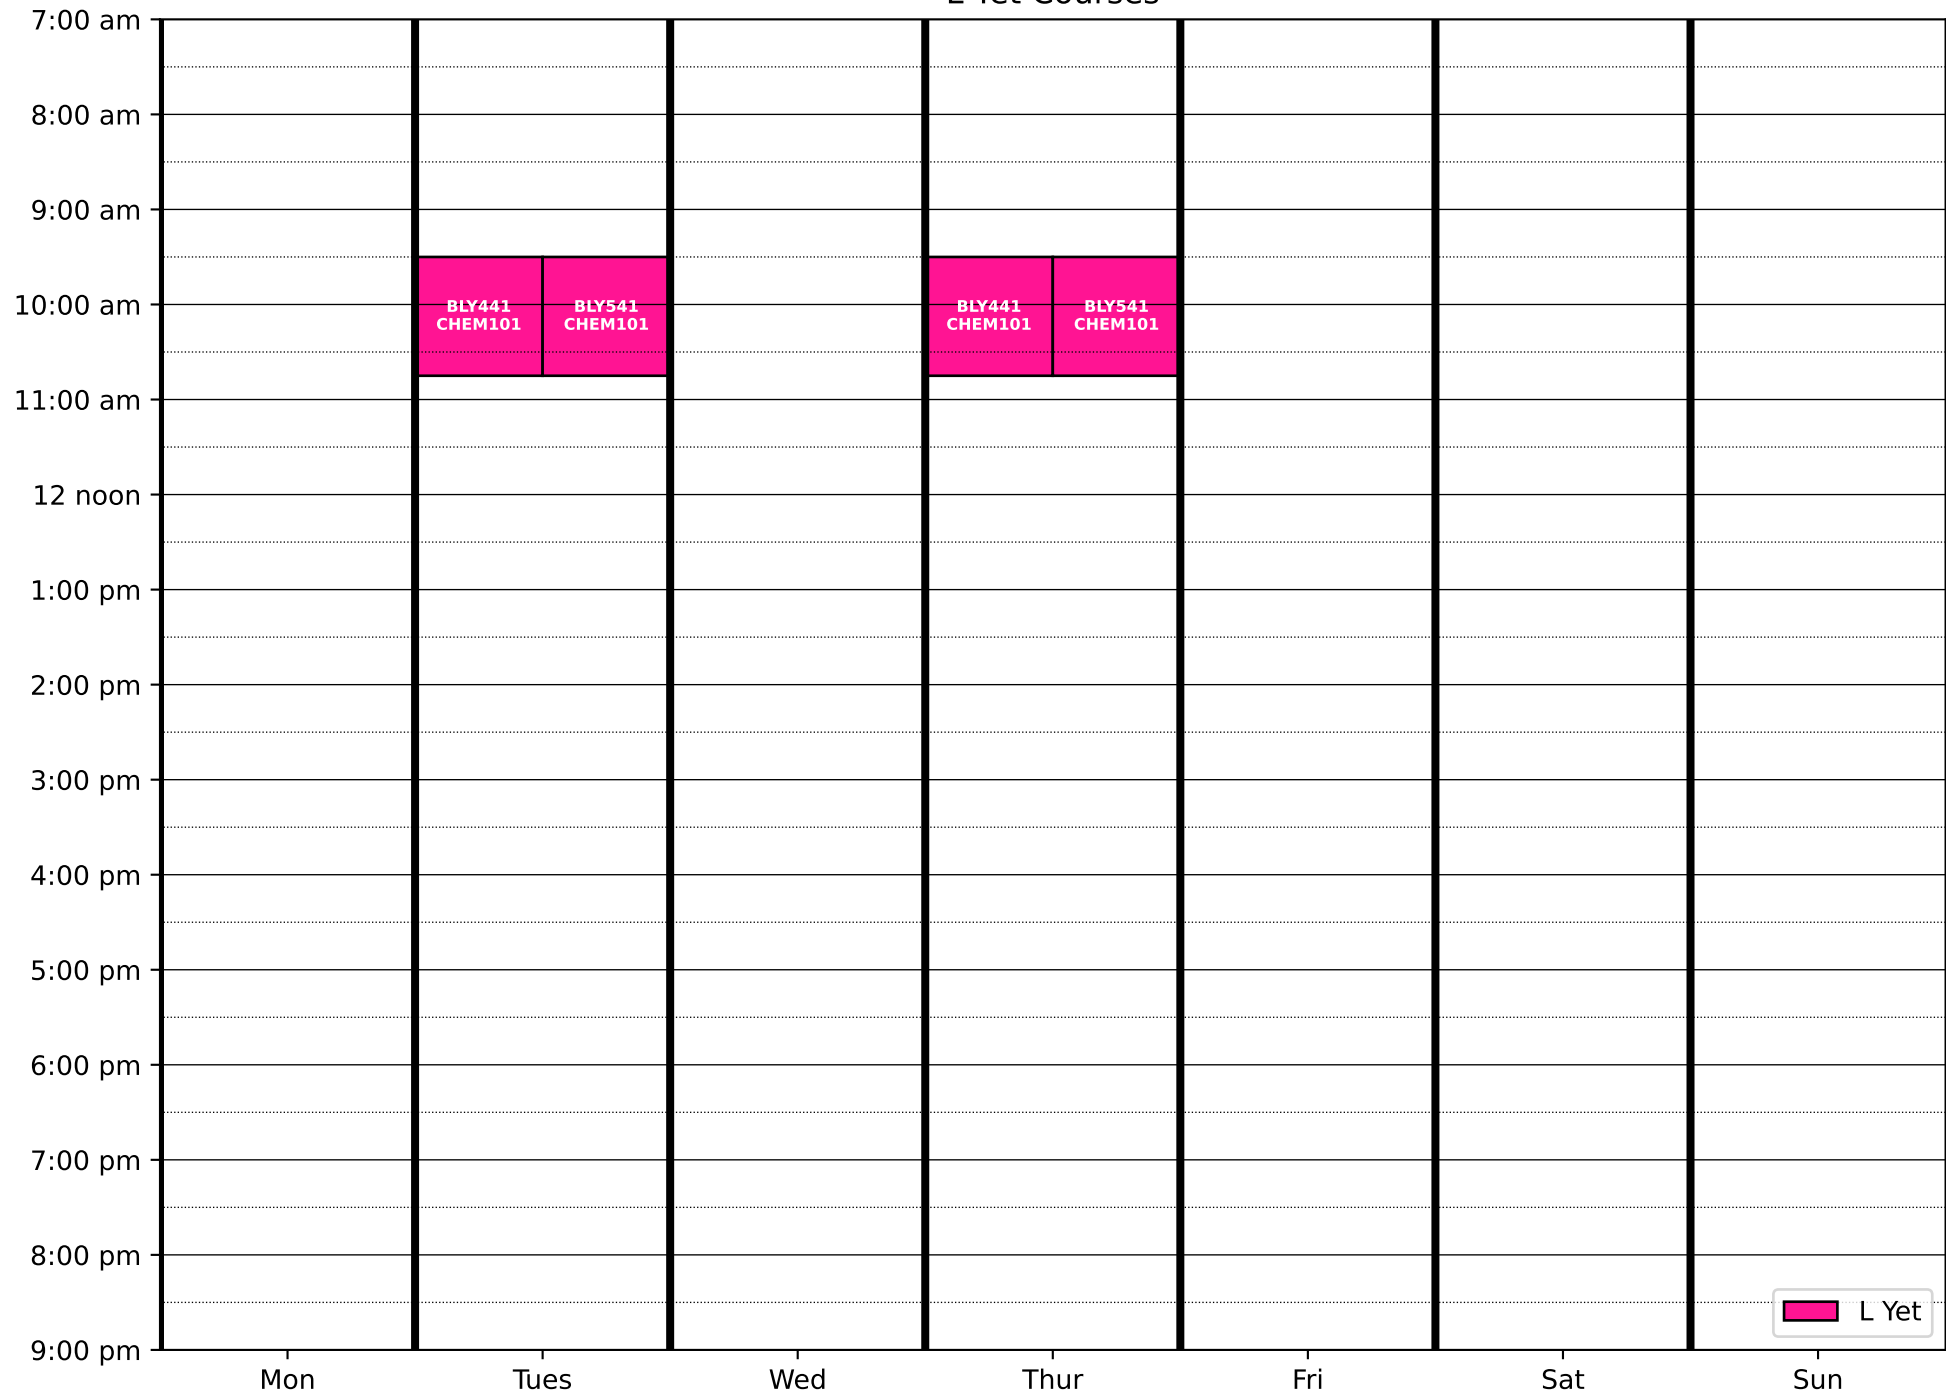 L Yet Courses
7:00 am
8:00 am
9:00 am
10:00 am
11:00 am
12 noon
1:00 pm
2:00 pm
3:00 pm
4:00 pm
5:00 pm
6:00 pm
7:00 pm
8:00 pm
9:00 pm
BLY441
CHEM101
BLY541
CHEM101
BLY441
CHEM101
BLY541
CHEM101
L Yet
Mon Tues Wed Thur Fri Sat Sun